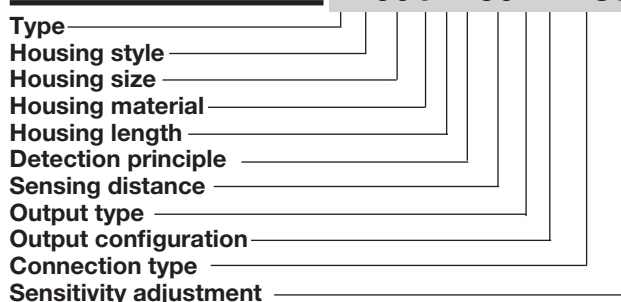 Type
Housing style
Housing size
Housing material
Housing length
Detection principle
Sensing distance
Output type
Output configuration
Connection type
Sensitivity adjustment